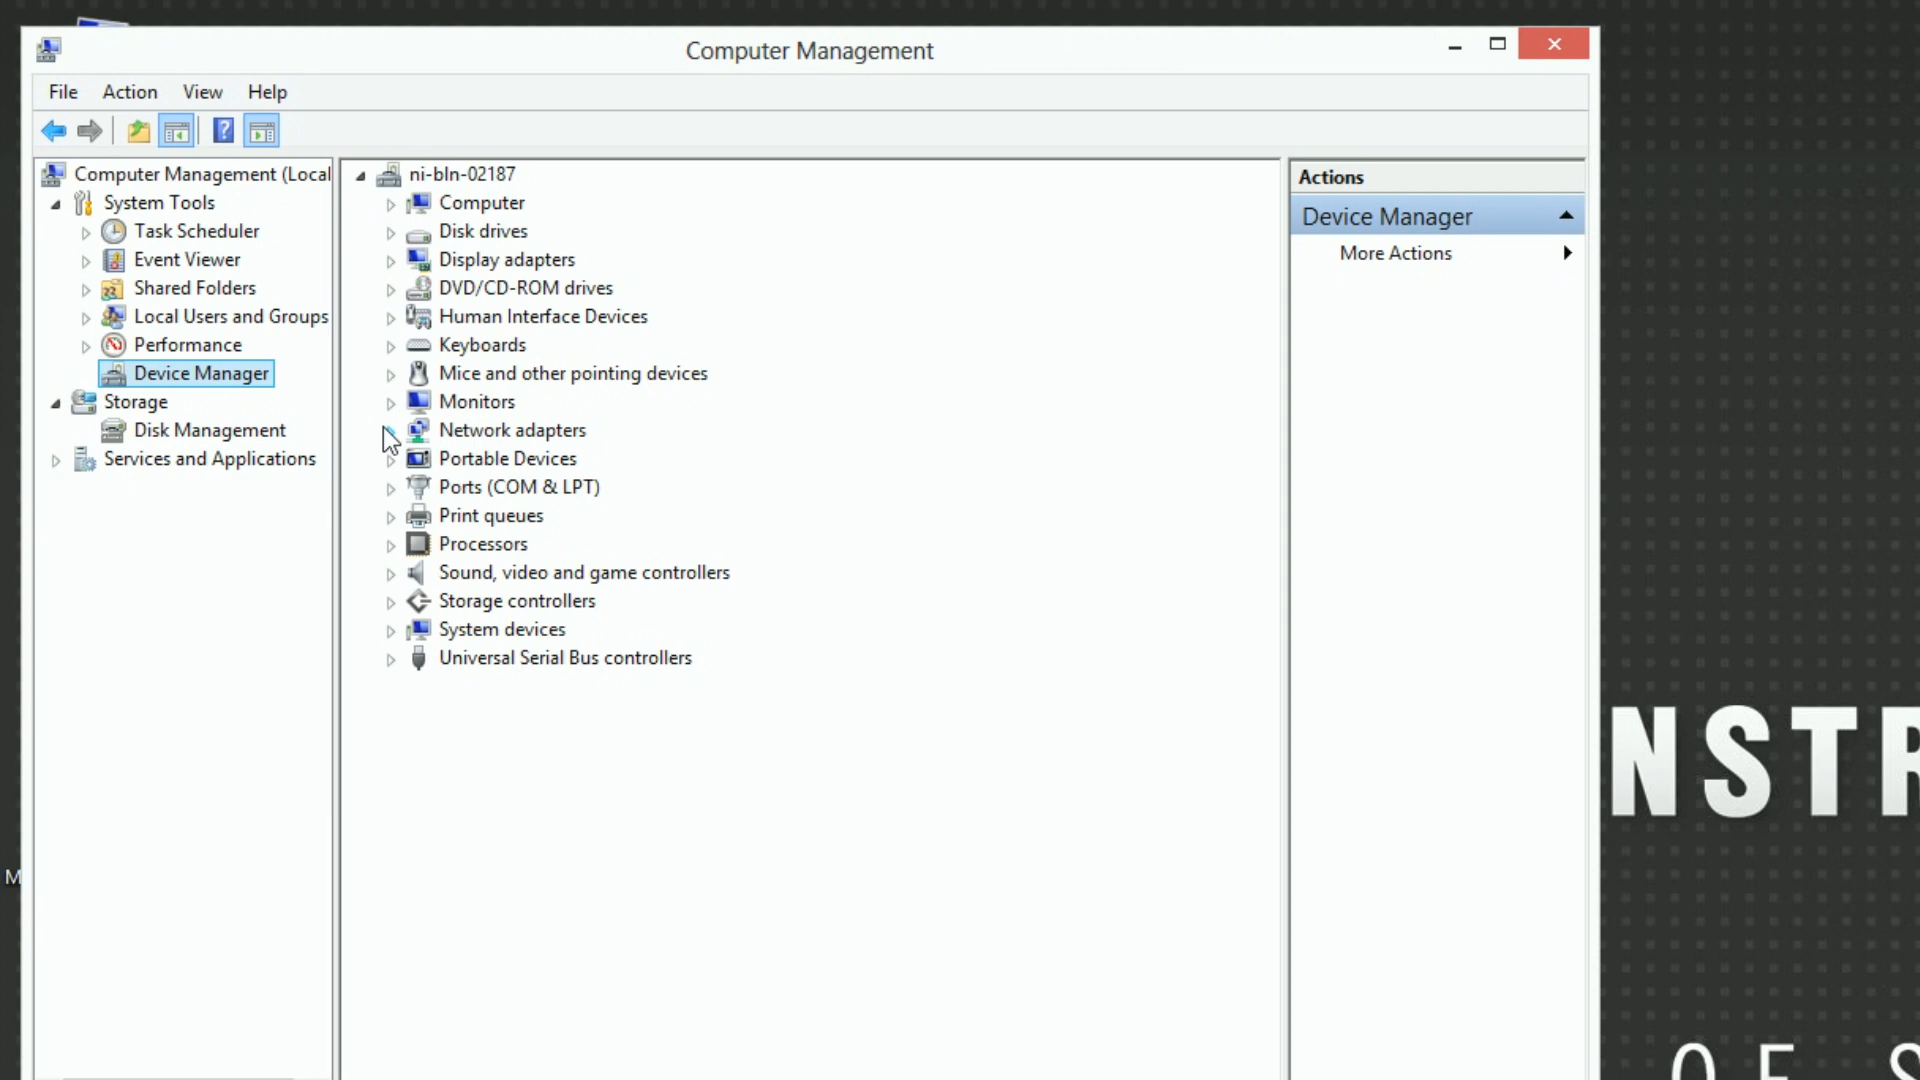 Computer Management
File Action View Help
Computer Management (Local
System Tools
Task Scheduler
Event Viewer
Shared Folders
Local Users and Groups
Performance
Device Manager
Storage
Disk Management
Services and Applications
ni-bln-02187
Computer
Disk drives
Display adapters
DVD/CD-ROM drives
Human Interface Devices
Keyboards
Mice and other pointing devices
Monitors
Network adapters
Portable Devices
Ports (COM & LPT)
Print queues
Processors
Sound, video and game controllers
Storage controllers
System devices
Universal Serial Bus controllers
Actions
Device Manager
More Actions
M
NSTR
OF S